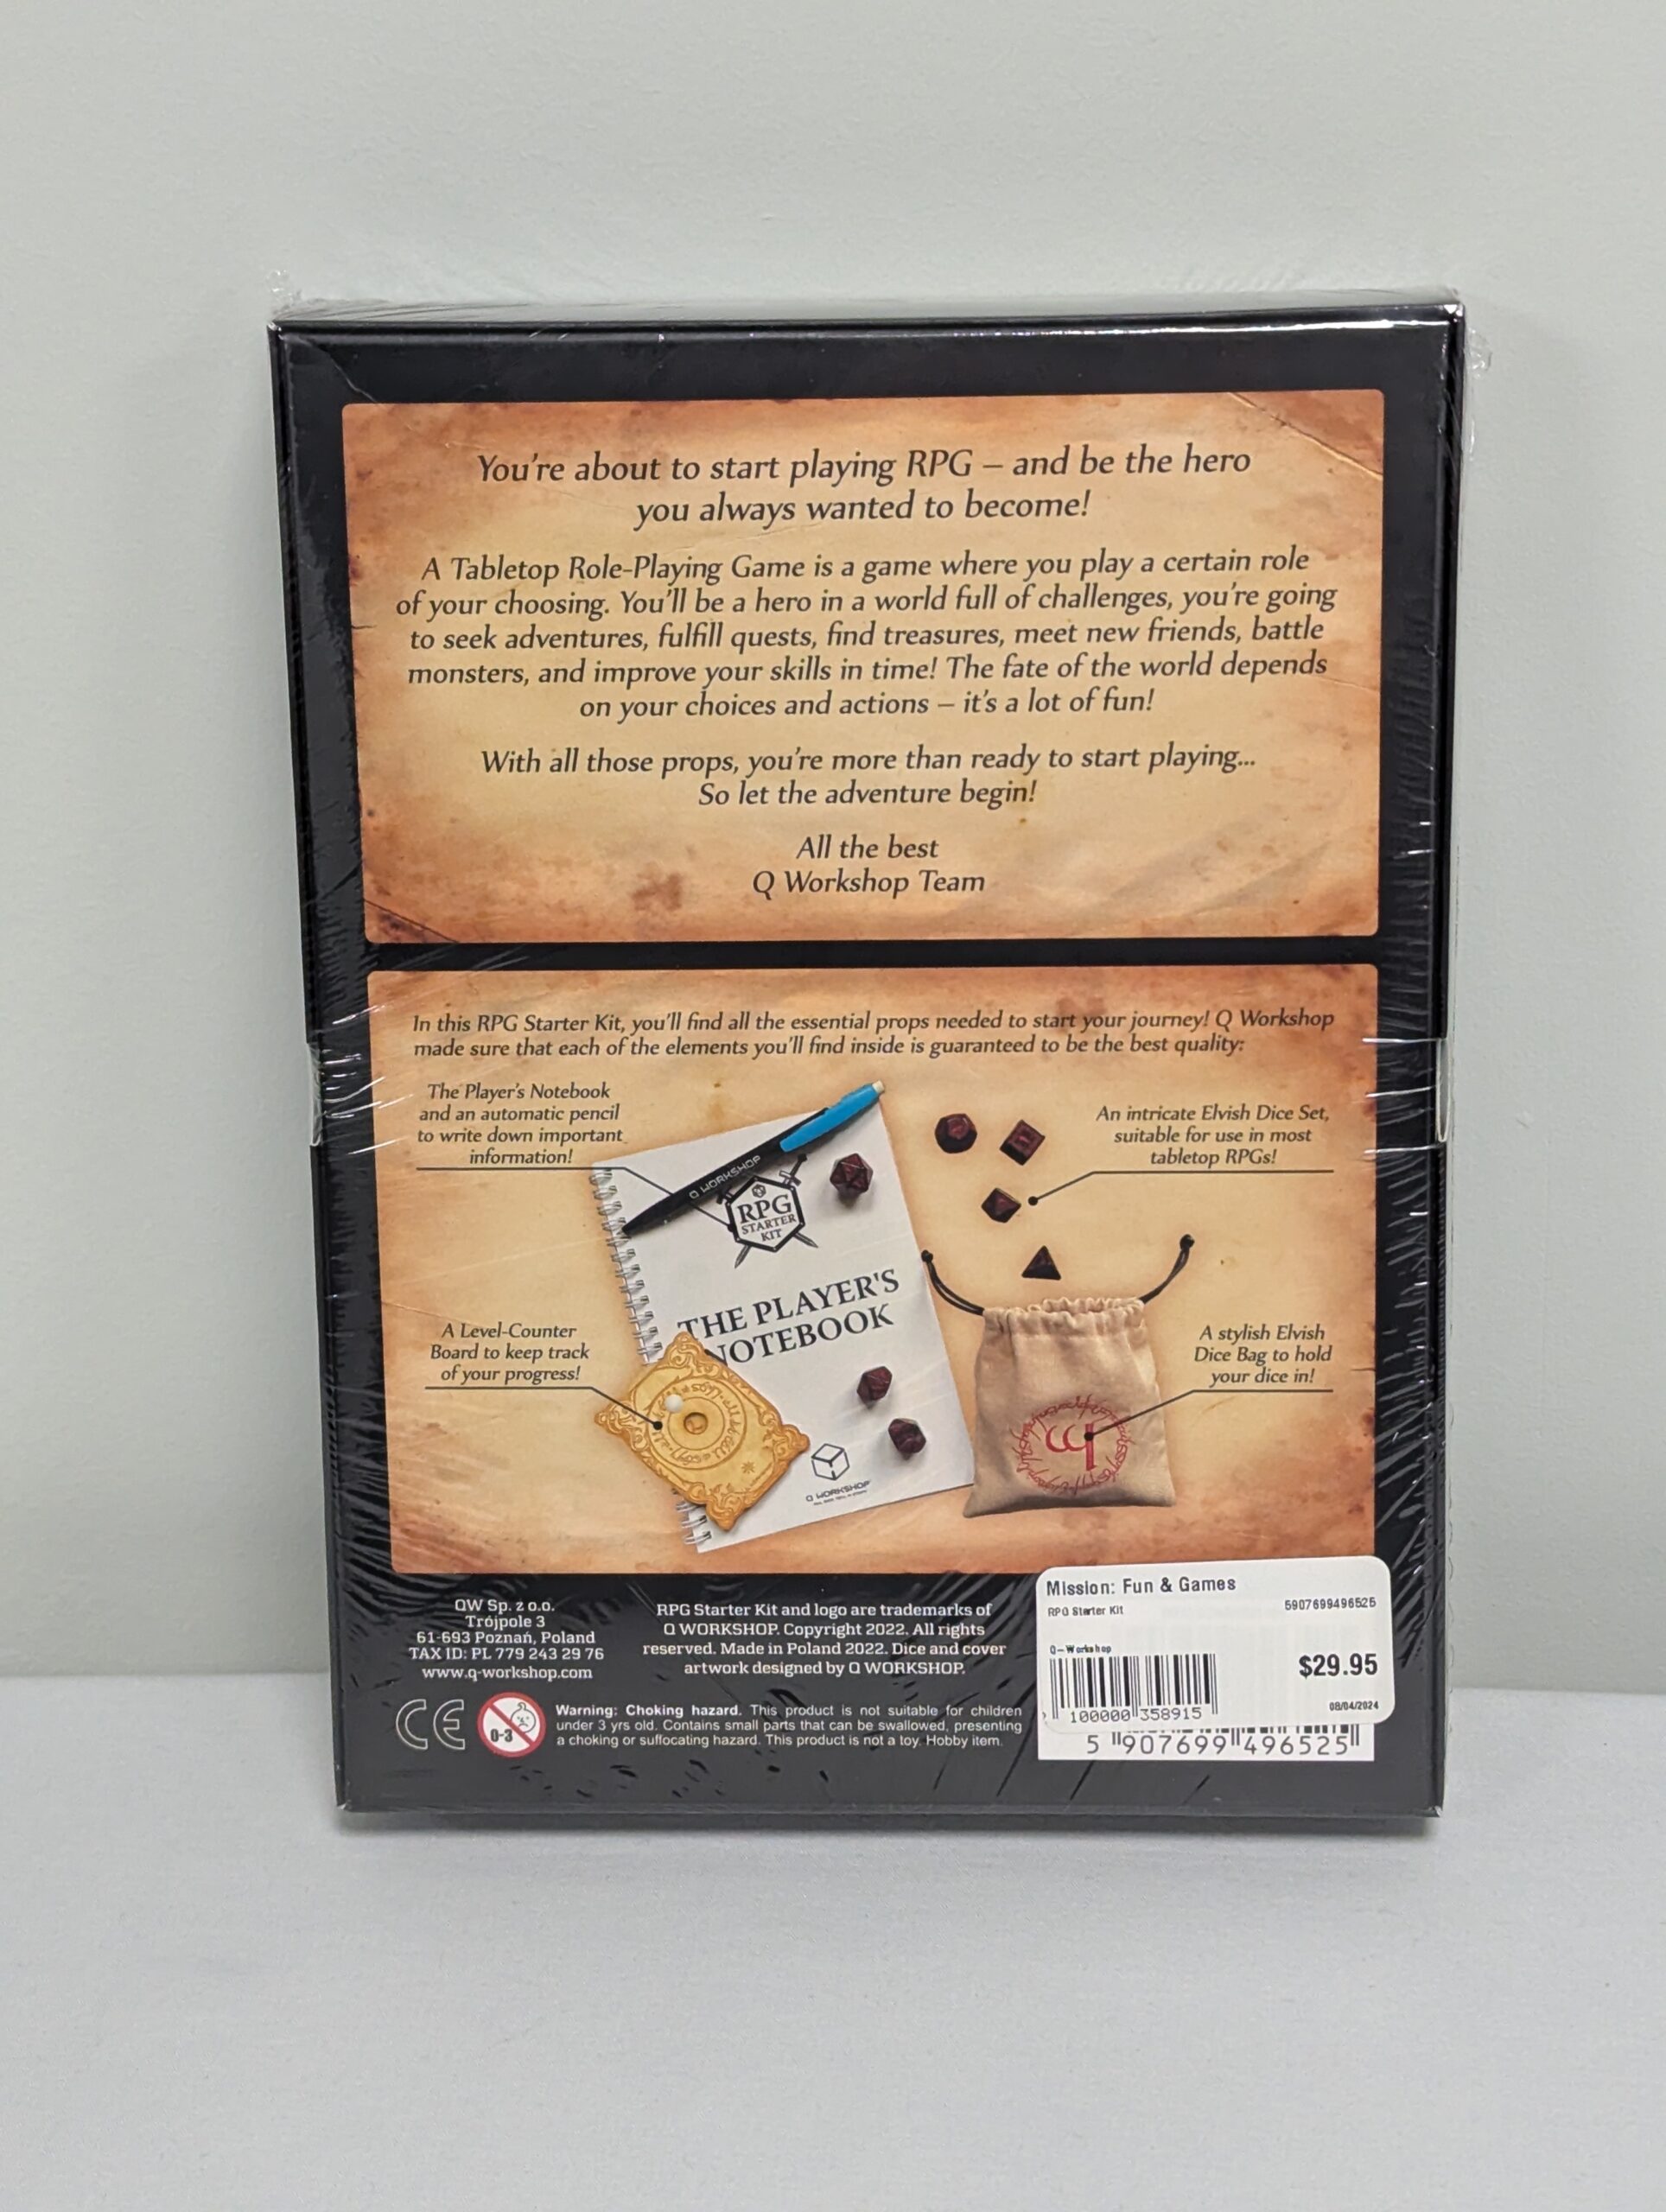 You're about to start playing RPG – and be the hero
you always wanted to become!
A Tabletop Role-Playing Game is a game where you play a certain role
of your choosing. You'll be a hero in a world full of challenges, you're going
to seek adventures, fulfill quests, find treasures, meet new friends, battle
monsters, and improve your skills in time! The fate of the world depends
on your choices and actions – it's a lot of fun!
With all those props, you're more than ready to start playing...
So let the adventure begin!
All the best
Q Workshop Team
In this RPG Starter Kit, you'll find all the essential props needed to start your journey! Q Workshop
made sure that each of the elements you'll find inside is guaranteed to be the best quality:
The Player's Notebook
and an automatic pencil
to write down important
information!
An intricate Elvish Dice Set,
suitable for use in most
tabletop RPGs!
Q WORKSHOP
RPG
STARTER
KIT
THE PLAYER'S
NOTEBOOK
A Level-Counter
Board to keep track
of your progress!
A stylish Elvish
Dice Bag to hold
your dice in!
Q WORKSHOP
QW Sp. z o.o.
Trójpole 3
61-693 Poznań, Poland
TAX ID: PL 779 243 29 76
www.q-workshop.com
RPG Starter Kit and logo are trademarks of
Q WORKSHOP. Copyright 2022. All rights
reserved. Made in Poland 2022. Dice and cover
artwork designed by Q WORKSHOP.
CE
0-3
Warning: Choking hazard. This product is not suitable for children
under 3 yrs old. Contains small parts that can be swallowed, presenting
a choking or suffocating hazard. This product is not a toy. Hobby item.
Mission: Fun & Games
RPG Starter Kit
5907699496525
Q-Workshop
$29.95
100000 358915
08/04/2024
5 907699 496525